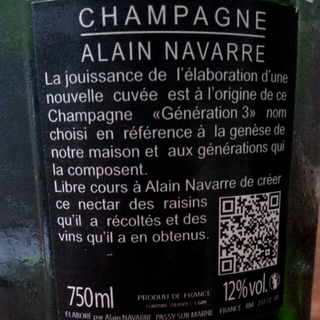 CHAMPAGNE
ALAIN NAVARRE
La jouissance de l'élaboration d'une
nouvelle cuvée est à l'origine de ce
Champagne «Génération 3» nom
choisi en référence à la genèse de
notre maison et aux générations qui
la composent.
Libre cours à Alain Navarre de créer
ce nectar des raisins
qu'il a récoltés et des
vins qu'il a en obtenus.
750ml PRODUIT DE FRANCE 12%vol.
ELABORÉ par Alain NAVARRE PASSY SUR MARNE FRANCE RM